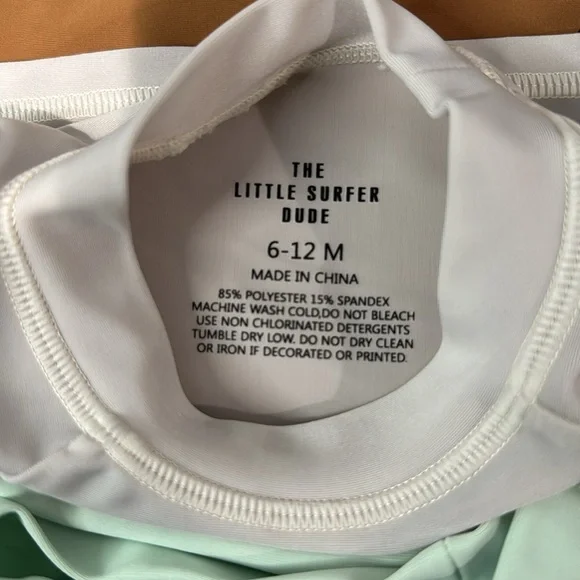 THE
LITTLE SURFER
DUDE
6-12 M
MADE IN CHINA
85% POLYESTER 15% SPANDEX
MACHINE WASH COLD,DO NOT BLEACH
USE NON CHLORINATED DETERGENTS
TUMBLE DRY LOW. DO NOT DRY CLEAN
OR IRON IF DECORATED OR PRINTED.